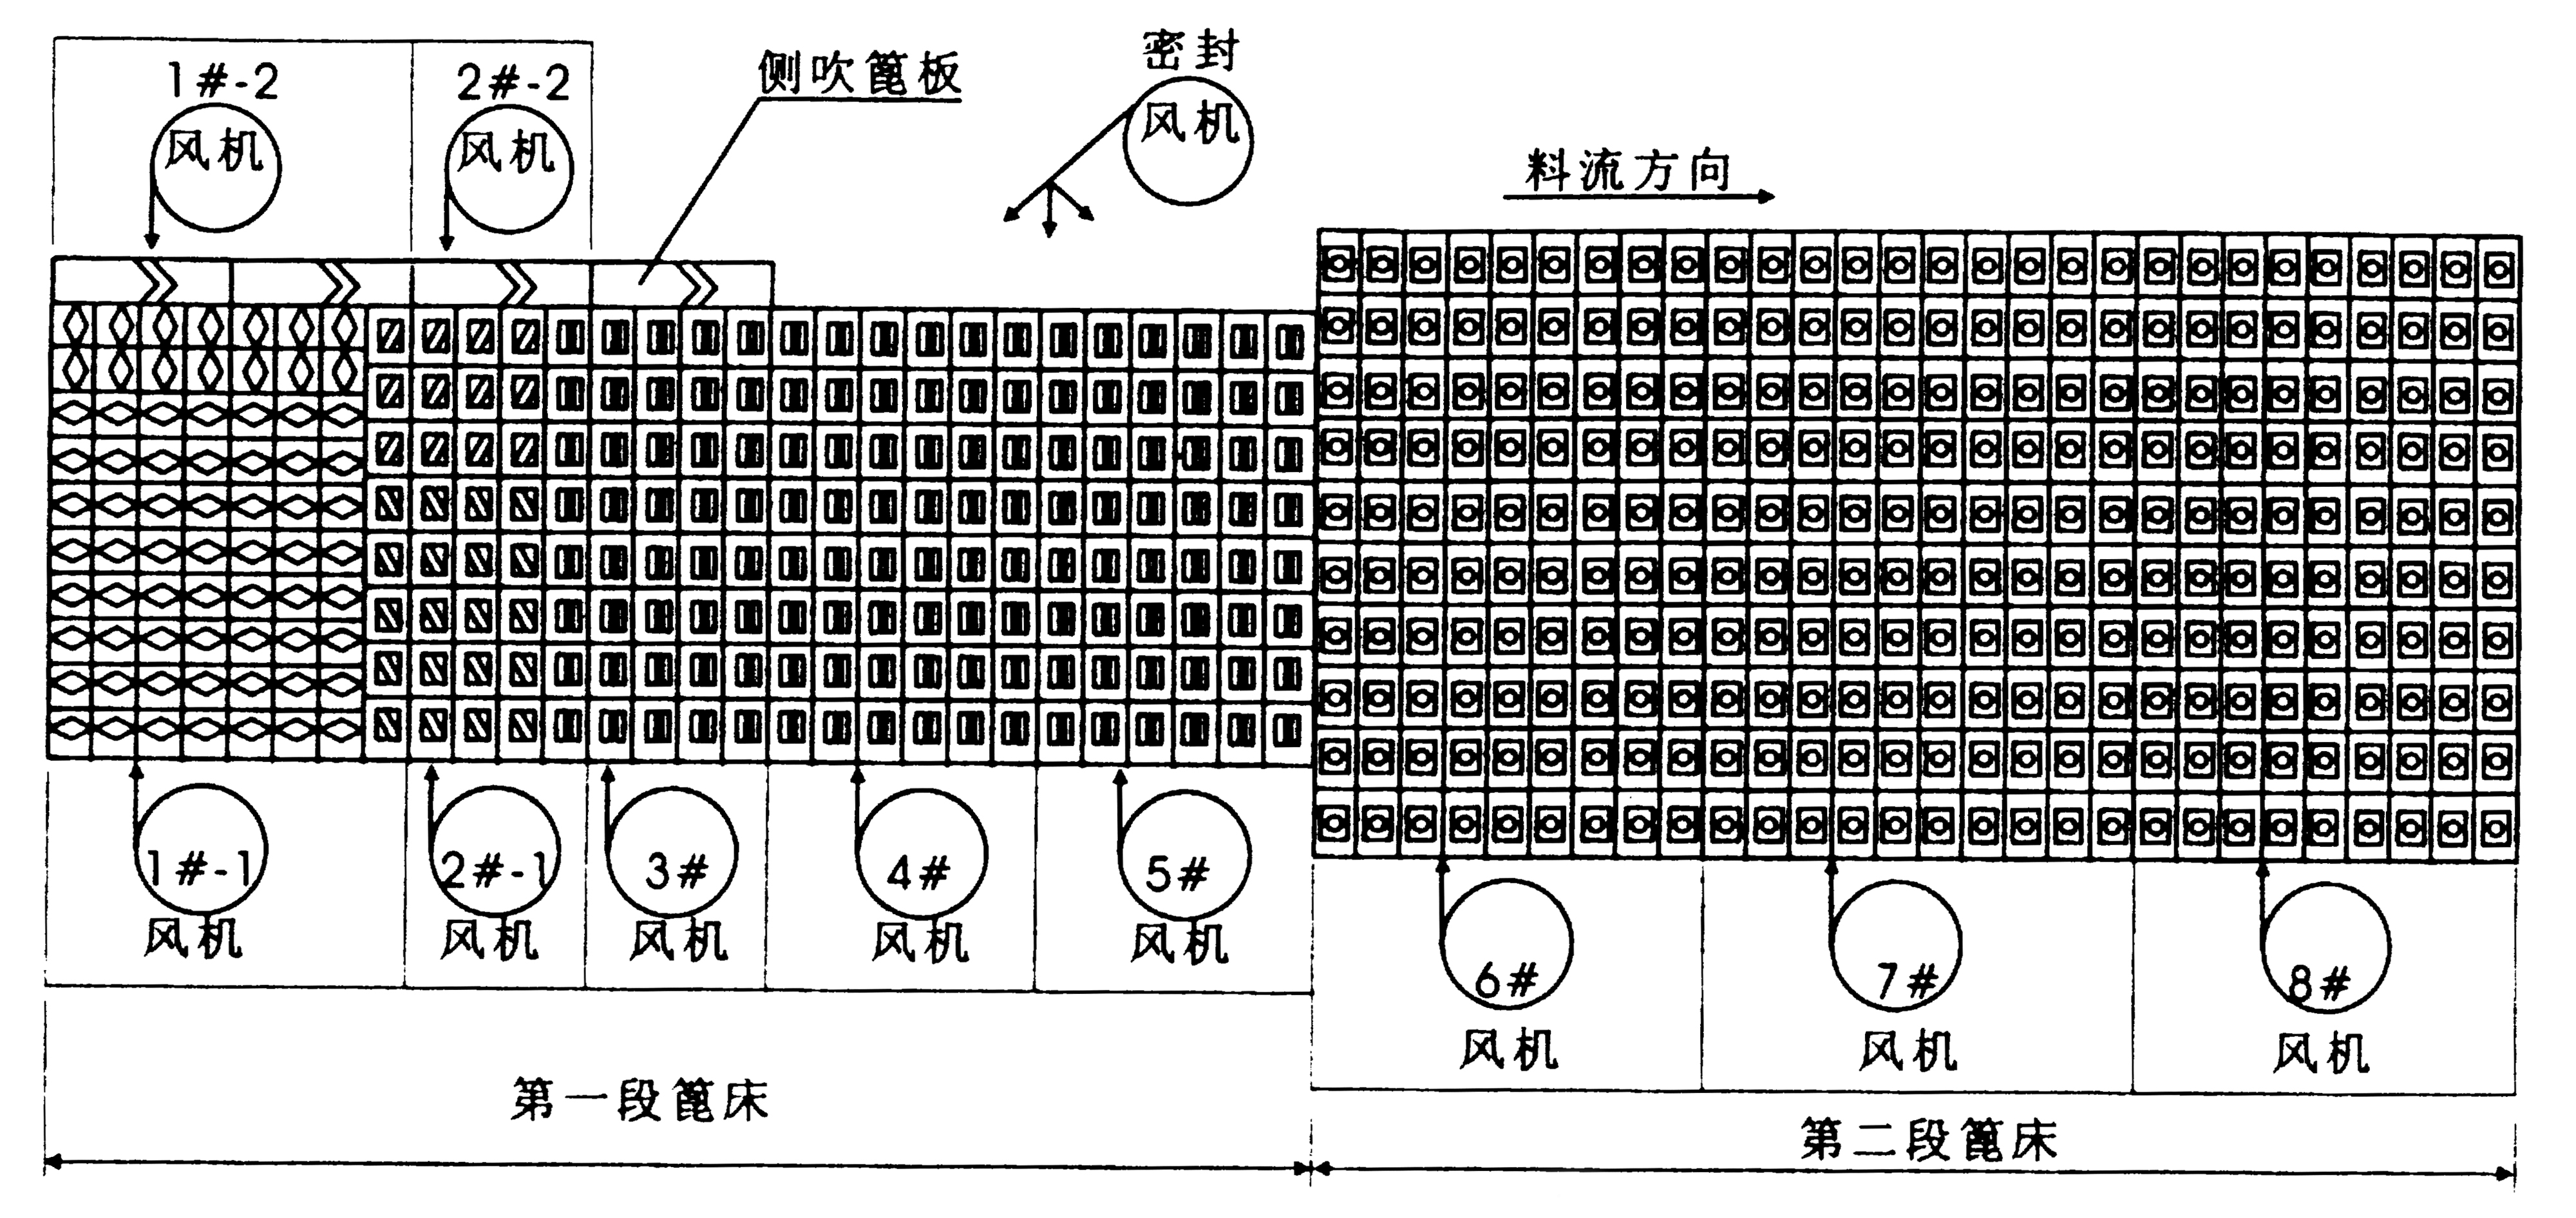 1#-2
风机
2#-2
风机
侧吹篦板
密封
风机
料流方向
1#-1
风机
2#-1
风机
3#
风机
4#
风机
5#
风机
6#
风机
7#
风机
8#
风机
第一段篦床
第二段篦床